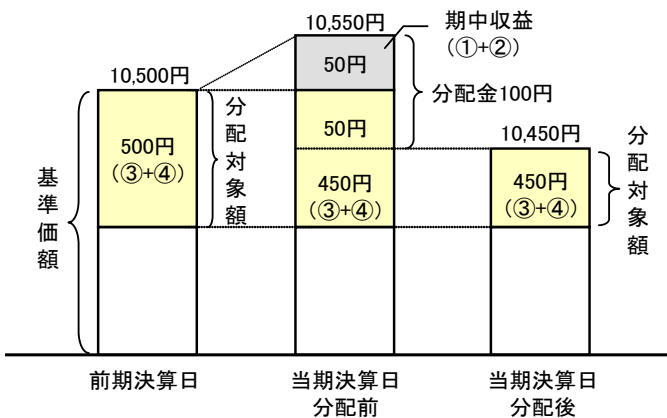 10,550円
期中収益
(①+②)
10,500円
50円
分配金100円
500円
(③+④)
分配対象額
50円
10,450円
450円
(③+④)
450円
(③+④)
分配対象額
基準価額
前期決算日
当期決算日
分配前
当期決算日
分配後